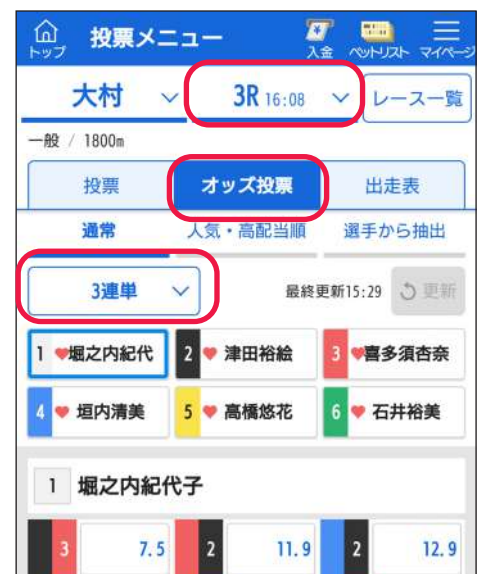 トップ 投票メニュー 入金 ベットリスト マイページ
大村 3R 16:08 レース一覧
一般 / 1800m
投票 オッズ投票 出走表
通常 人気・高配当順 選手から抽出
3連単 最終更新15:29 更新
1 堀之内紀代 2 津田裕絵 3 喜多須杏奈
4 垣内清美 5 高橋悠花 6 石井裕美
1 堀之内紀代子
3 7.5 2 11.9 2 12.9